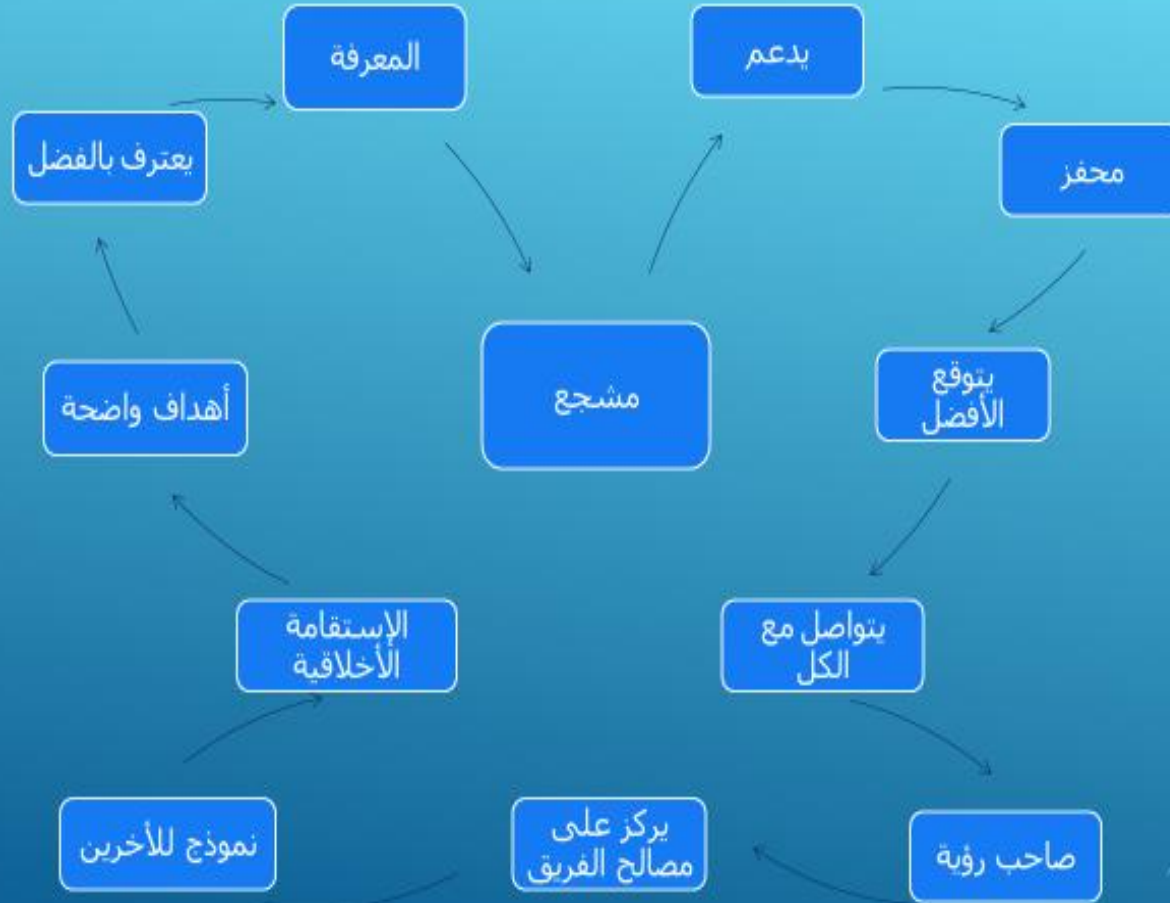 المعرفة
يدعم
يعترف بالفضل
محفز
مشجع
يتوقع
الأفضل
أهداف واضحة
الإستقامة
الأخلاقية
يتواصل مع
الكل
نموذج للأخرين
يركز على
مصالح الفريق
صاحب رؤية